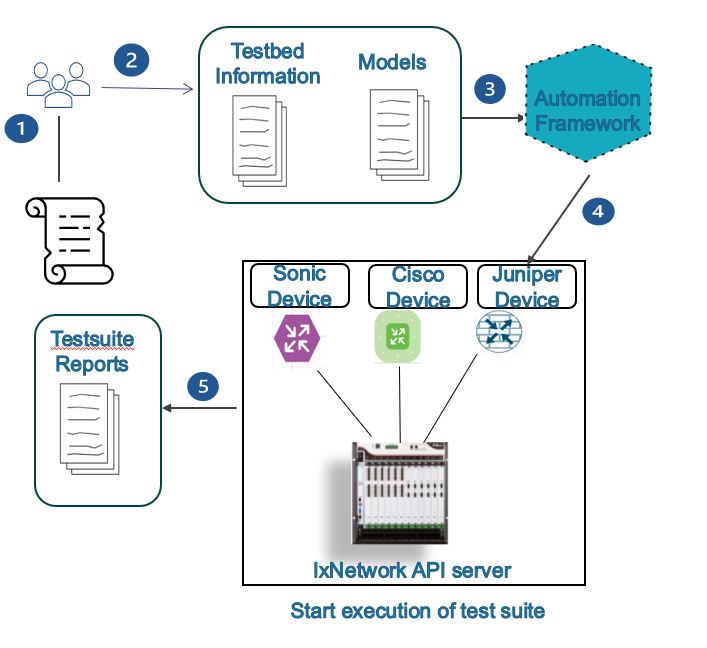 2
Testbed
Information
Models
3
Automation
Framework
1
4
Sonic
Device
Cisco
Device
Juniper
Device
Testsuite
Reports
5
IxNetwork API server
Start execution of test suite